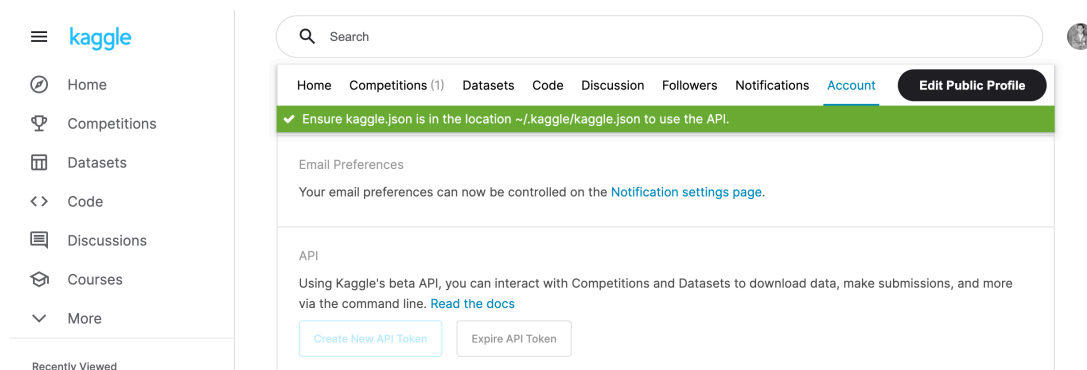 kaggle
Home
Competitions
Datasets
Code
Discussions
Courses
More
Recently Viewed
Search
Home Competitions (1) Datasets Code Discussion Followers Notifications Account Edit Public Profile
Ensure kaggle.json is in the location ~/.kaggle/kaggle.json to use the API.
Email Preferences
Your email preferences can now be controlled on the Notification settings page.
API
Using Kaggle's beta API, you can interact with Competitions and Datasets to download data, make submissions, and more
via the command line. Read the docs
Create New API Token Expire API Token